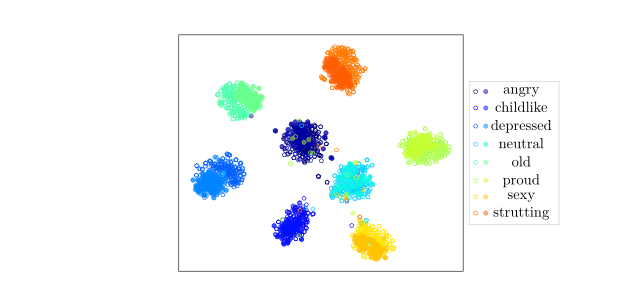 angry
childlike
depressed
neutral
old
proud
sexy
strutting